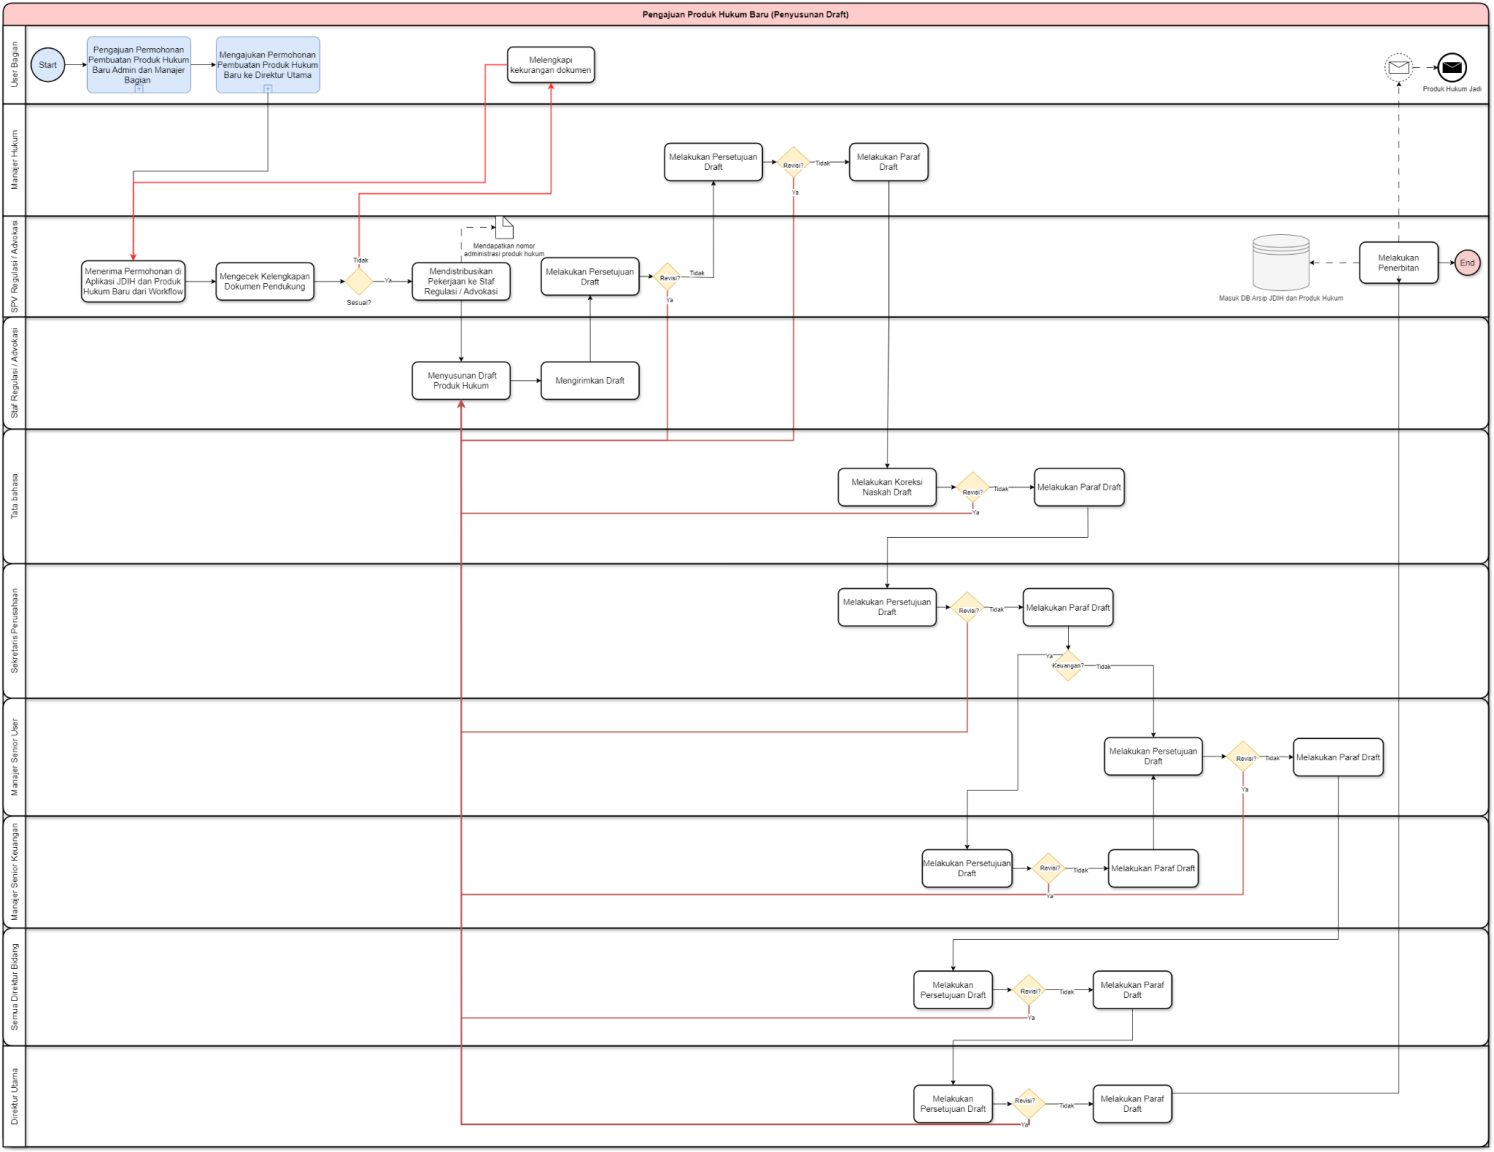 Pengajuan Produk Hukum Baru (Penyusunan Draft)
User Bagian
Start
Pengajuan Permohonan
Pembuatan Produk Hukum
Baru Admin dan Manajer
Bagian
Mengajukan Permohonan
Pembuatan Produk Hukum
Baru ke Direktur Utama
Melengkapi
kekurangan dokumen
Produk Hukum Jadi
Manajer Hukum
Melakukan Persetujuan
Draft
Revisi?
Tidak
Ya
Melakukan Paraf
Draft
SPV Regulasi / Advokasi
Menerima Permohonan di
Aplikasi JDIH dan Produk
Hukum Baru dari Workflow
Mengecek Kelengkapan
Dokumen Pendukung
Tidak
Sesuai?
Ya
Mendistribusikan
Pekerjaan ke Staf
Regulasi / Advokasi
Mendapatkan nomor
administrasi produk hukum
Melakukan Persetujuan
Draft
Revisi?
Tidak
Ya
Masuk DB Arsip JDIH dan Produk Hukum
Melakukan
Penerbitan
End
Staf Regulasi / Advokasi
Menyusunan Draft
Produk Hukum
Mengirimkan Draft
Tata bahasa
Melakukan Koreksi
Naskah Draft
Revisi?
Tidak
Ya
Melakukan Paraf Draft
Sekretaris Perusahaan
Melakukan Persetujuan
Draft
Revisi?
Tidak
Melakukan Paraf Draft
Ya
Keuangan?
Tidak
Manajer Senior User
Melakukan Persetujuan
Draft
Revisi?
Tidak
Ya
Melakukan Paraf Draft
Manajer Senior Keuangan
Melakukan Persetujuan
Draft
Revisi?
Tidak
Ya
Melakukan Paraf Draft
Semua Direktur Bidang
Melakukan
Persetujuan Draft
Revisi?
Tidak
Ya
Melakukan Paraf
Draft
Direktur Utama
Melakukan
Persetujuan Draft
Revisi?
Tidak
Ya
Melakukan Paraf
Draft